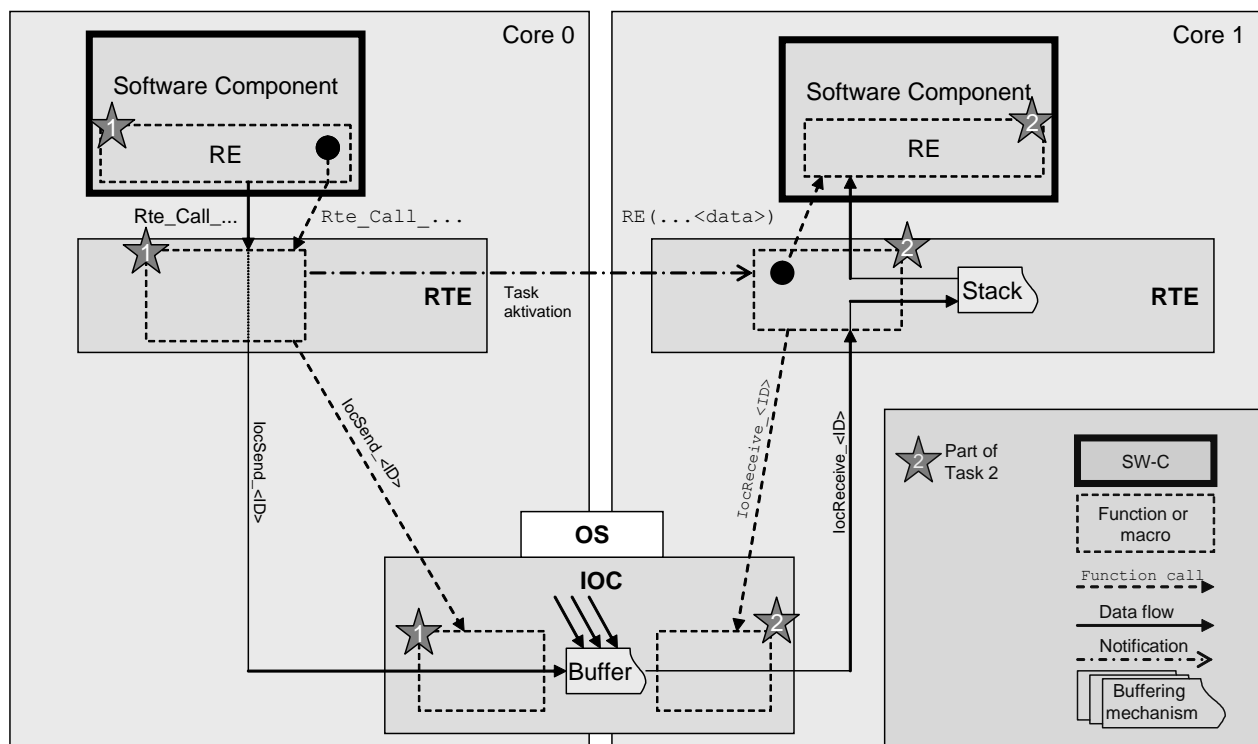 Core 0
Core 1
Software Component
1
RE
Software Component
2
RE
Rte_Call_...
Rte_Call_...
RE(...<data>)
1
2
RTE
Task
aktivation
Stack
RTE
IocSend_<ID>
IocSend_<ID>
IocReceive_<ID>
IocReceive_<ID>
OS
IOC
1
2
Buffer
2
Part of
Task 2
SW-C
Function or
macro
Function call
Data flow
Notification
Buffering
mechanism